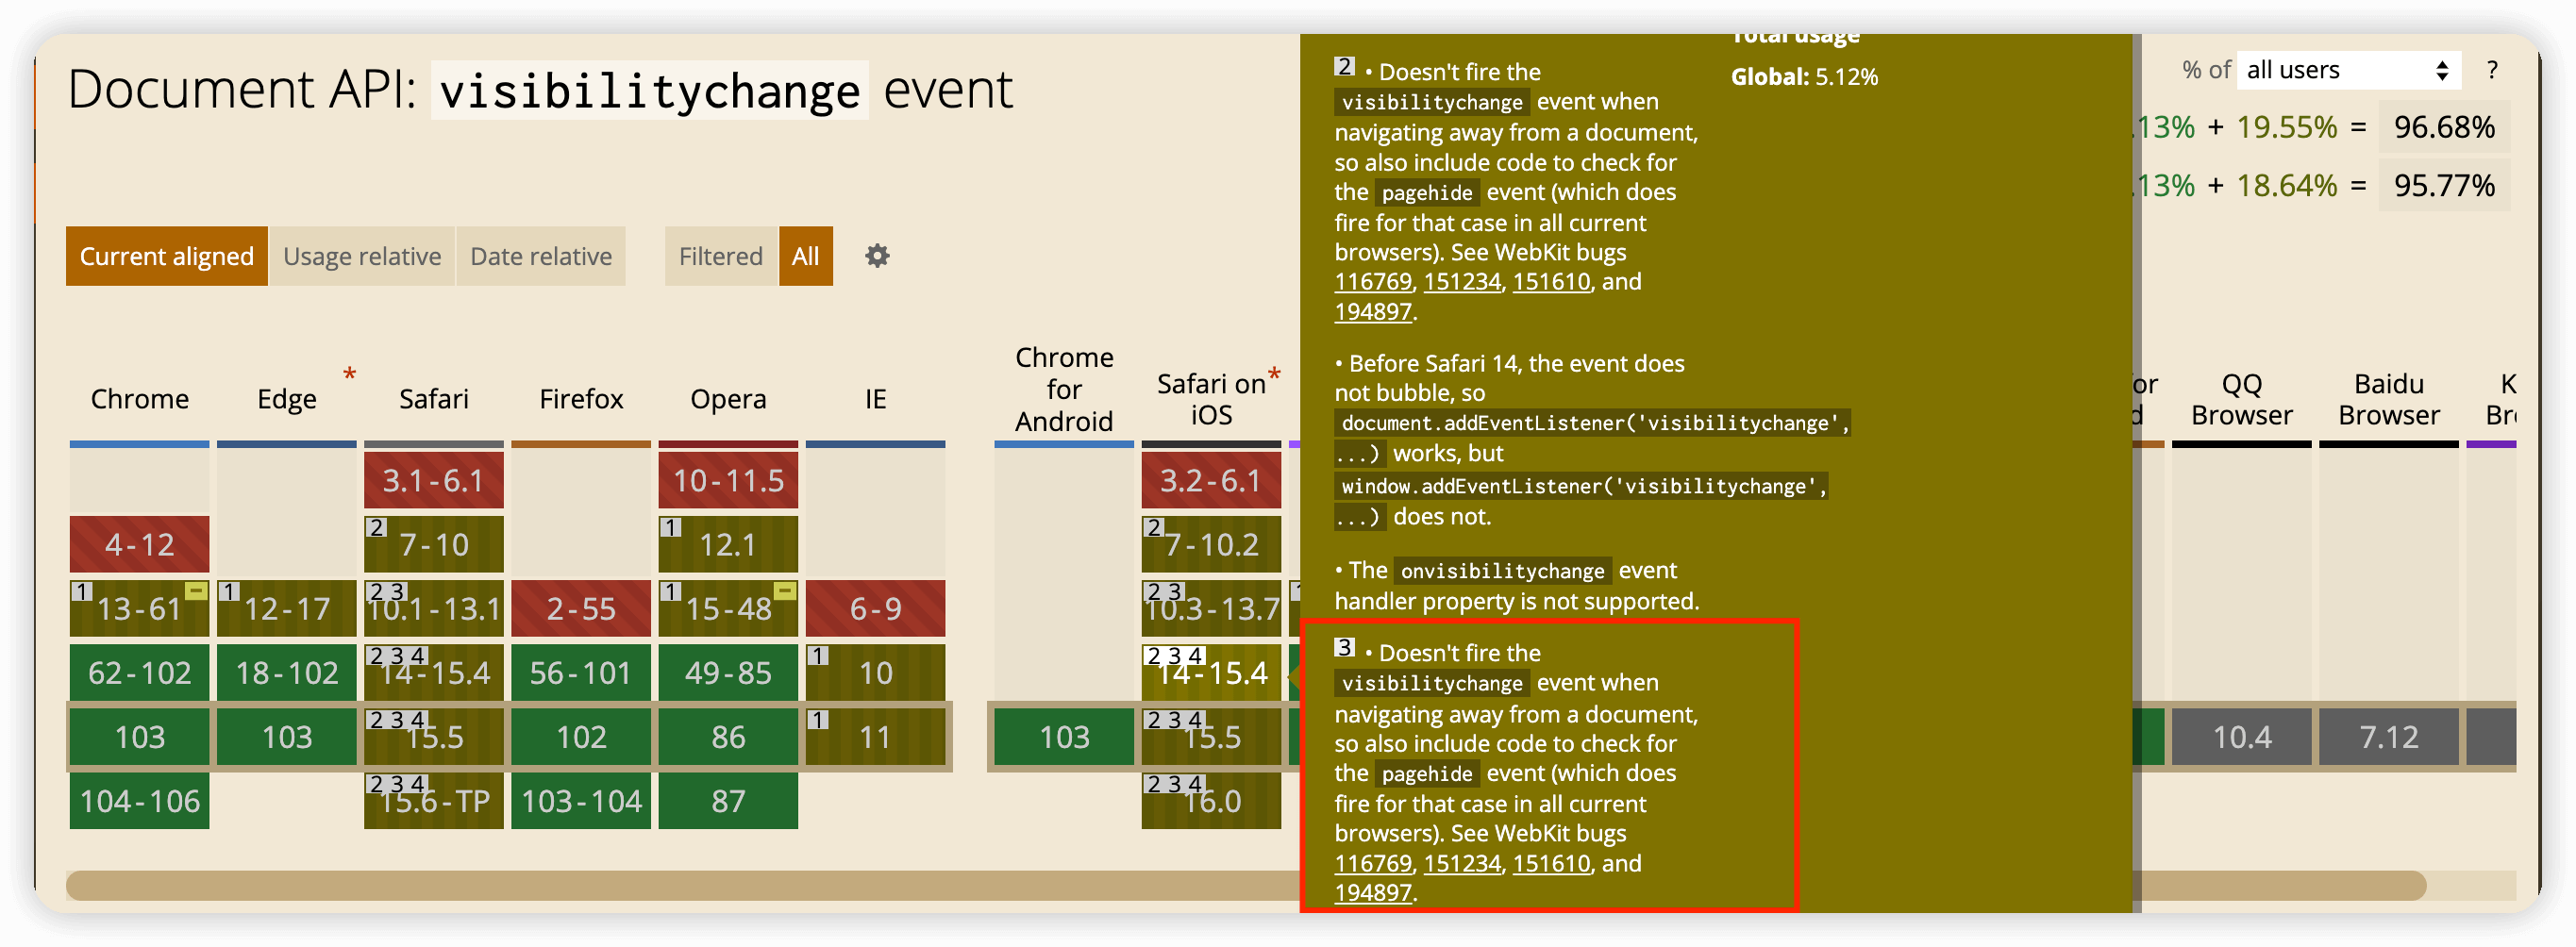 Document API: visibilitychange event
% of all users ?
.13% + 19.55% = 96.68%
.13% + 18.64% = 95.77%
Current aligned Usage relative Date relative Filtered All
Chrome
Edge *
Safari
Firefox
Opera
IE
Chrome
for
Android
Safari on *
iOS
QQ
Browser
Baidu
Browser
3.1-6.1 10-11.5 3.2-6.1
4-12 2 7-10 1 12.1 2 7-10.2
1 13-61 - 1 12-17 2 3 10.1-13.1 2-55 1 15-48 - 6-9 2 3 10.3-13.7
62-102 18-102 2 3 4 14-15.4 56-101 49-85 1 10 2 3 4 14-15.4
103 103 2 3 4 15.5 102 86 1 11 103 2 3 4 15.5 10.4 7.12
104-106 2 3 4 15.6-TP 103-104 87 2 3 4 16.0
Total usage
Global: 5.12%
2 • Doesn't fire the
visibilitychange event when
navigating away from a document,
so also include code to check for
the pagehide event (which does
fire for that case in all current
browsers). See WebKit bugs
116769, 151234, 151610, and
194897.
• Before Safari 14, the event does
not bubble, so
document.addEventListener('visibilitychange',
...) works, but
window.addEventListener('visibilitychange',
...) does not.
• The onvisibilitychange event
handler property is not supported.
3 • Doesn't fire the
visibilitychange event when
navigating away from a document,
so also include code to check for
the pagehide event (which does
fire for that case in all current
browsers). See WebKit bugs
116769, 151234, 151610, and
194897.